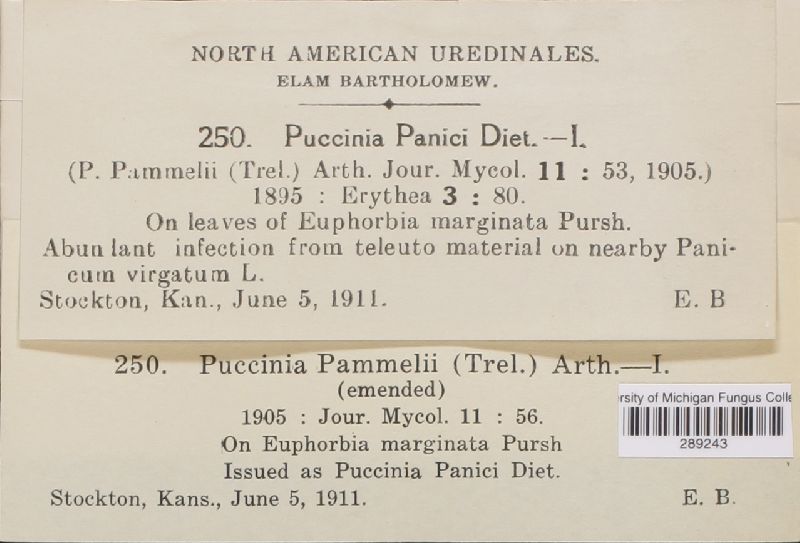 NORTH AMERICAN UREDINALES.
ELAM BARTHOLOMEW.
250. Puccinia Panici Diet.—I.
(P. Pammelii (Trel.) Arth. Jour. Mycol. 11 : 53, 1905.)
1895 : Erythea 3 : 80.
On leaves of Euphorbia marginata Pursh.
Abundant infection from teleuto material on nearby Pani-
cum virgatum L.
Stockton, Kan., June 5, 1911. E. B
250. Puccinia Pammelii (Trel.) Arth.—I.
(emended)
1905 : Jour. Mycol. 11 : 56.
On Euphorbia marginata Pursh
Issued as Puccinia Panici Diet.
Stockton, Kans., June 5, 1911. E. B.
rsity of Michigan Fungus Colle
289243